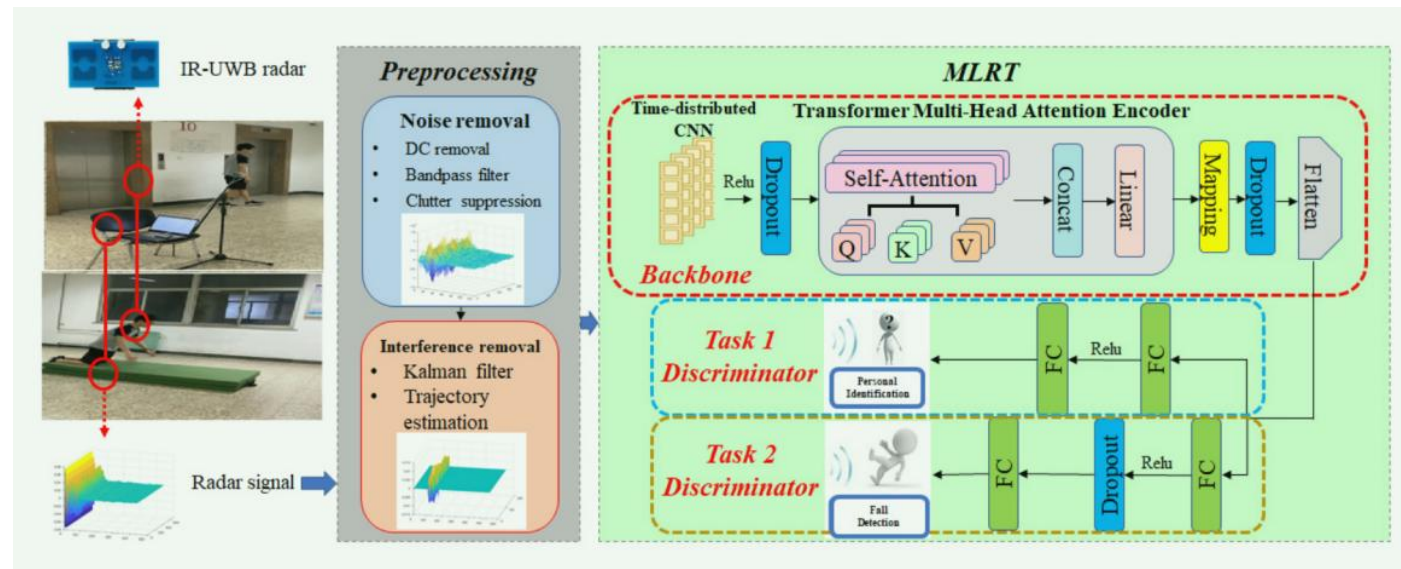 IR-UWB radar
Radar signal
Preprocessing
Noise removal
• DC removal
• Bandpass filter
• Clutter suppression
Interference removal
• Kalman filter
• Trajectory
estimation
MLRT
Time-distributed
CNN
Transformer Multi-Head Attention Encoder
Relu
Dropout
Self-Attention
Q
K
V
Concat
Linear
Mapping
Dropout
Flatten
Backbone
Task 1
Discriminator
?
Personal
Identification
FC
Relu
FC
Task 2
Discriminator
Fall
Detection
FC
Dropout
Relu
FC